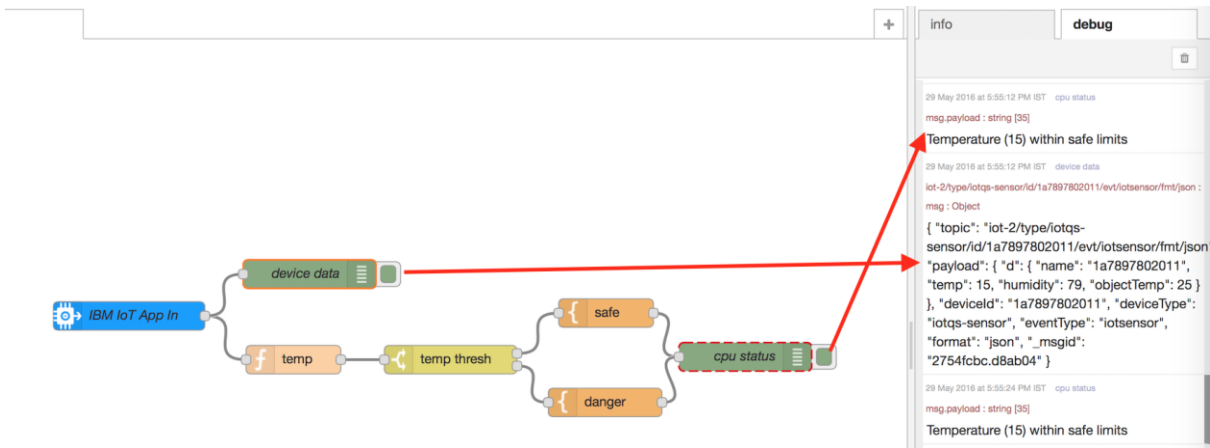 +
info
debug
device data
IBM IoT App In
temp
temp thresh
safe
danger
cpu status
29 May 2016 at 5:55:12 PM IST cpu status
msg.payload : string [35]
Temperature (15) within safe limits
29 May 2016 at 5:55:12 PM IST device data
iot-2/type/iotqs-sensor/id/1a7897802011/evt/iotsensor/fmt/json :
msg : Object
{ "topic": "iot-2/type/iotqs-
sensor/id/1a7897802011/evt/iotsensor/fmt/json"
"payload": { "d": { "name": "1a7897802011",
"temp": 15, "humidity": 79, "objectTemp": 25 }
}, "deviceId": "1a7897802011", "deviceType":
"iotqs-sensor", "eventType": "iotsensor",
"format": "json", "_msgid":
"2754fcbc.d8ab04" }
29 May 2016 at 5:55:24 PM IST cpu status
msg.payload : string [35]
Temperature (15) within safe limits